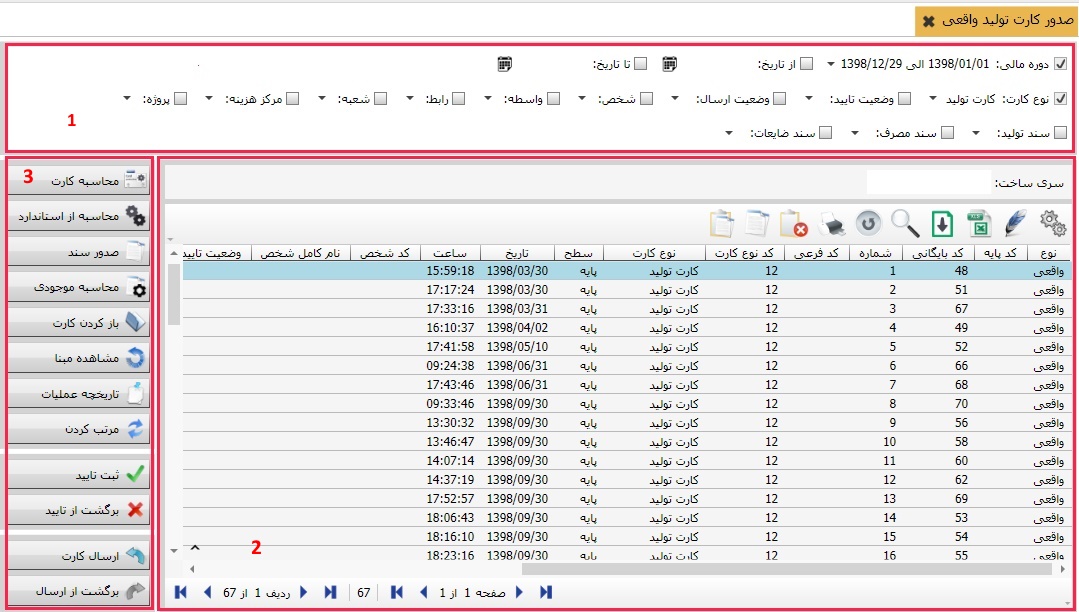 صدور کارت تولید واقعی
دوره مالی: 1398/01/01 الی 1398/12/29 از تاریخ: تا تاریخ:
نوع کارت: کارت تولید وضعیت تایید: وضعیت ارسال: شخص: واسطه: رابط: شعبه: مرکز هزینه: پروژه:
سند تولید: سند مصرف: سند ضایعات:
1
سری ساخت:
نوع کد پایه کد بایگانی شماره کد فرعی کد نوع کارت نوع کارت سطح تاریخ ساعت کد شخص نام کامل شخص وضعیت تایید
واقعی 48 1 12 کارت تولید پایه 1398/03/30 15:59:18
واقعی 51 2 12 کارت تولید پایه 1398/03/30 17:17:24
واقعی 67 3 12 کارت تولید پایه 1398/03/31 17:33:16
واقعی 49 4 12 کارت تولید پایه 1398/04/02 16:10:37
واقعی 52 5 12 کارت تولید پایه 1398/05/10 17:41:58
واقعی 66 6 12 کارت تولید پایه 1398/06/31 09:24:38
واقعی 68 7 12 کارت تولید پایه 1398/06/31 17:43:46
واقعی 70 8 12 کارت تولید پایه 1398/09/30 09:33:46
واقعی 56 9 12 کارت تولید پایه 1398/09/30 13:30:32
واقعی 58 10 12 کارت تولید پایه 1398/09/30 13:46:47
واقعی 60 11 12 کارت تولید پایه 1398/09/30 14:07:14
واقعی 62 12 12 کارت تولید پایه 1398/09/30 14:37:19
واقعی 69 13 12 کارت تولید پایه 1398/09/30 17:52:57
واقعی 53 14 12 کارت تولید پایه 1398/09/30 18:06:43
واقعی 54 15 12 کارت تولید پایه 1398/09/30 18:16:10
واقعی 55 16 12 کارت تولید پایه 1398/09/30 18:23:16
2
صفحه 1 از 1 67 ردیف 1 از 67
3
محاسبه کارت
محاسبه از استاندارد
صدور سند
محاسبه موجودی
باز کردن کارت
مشاهده مبنا
تاریخچه عملیات
مرتب کردن
ثبت تایید
برگشت از تایید
ارسال کارت
برگشت از ارسال